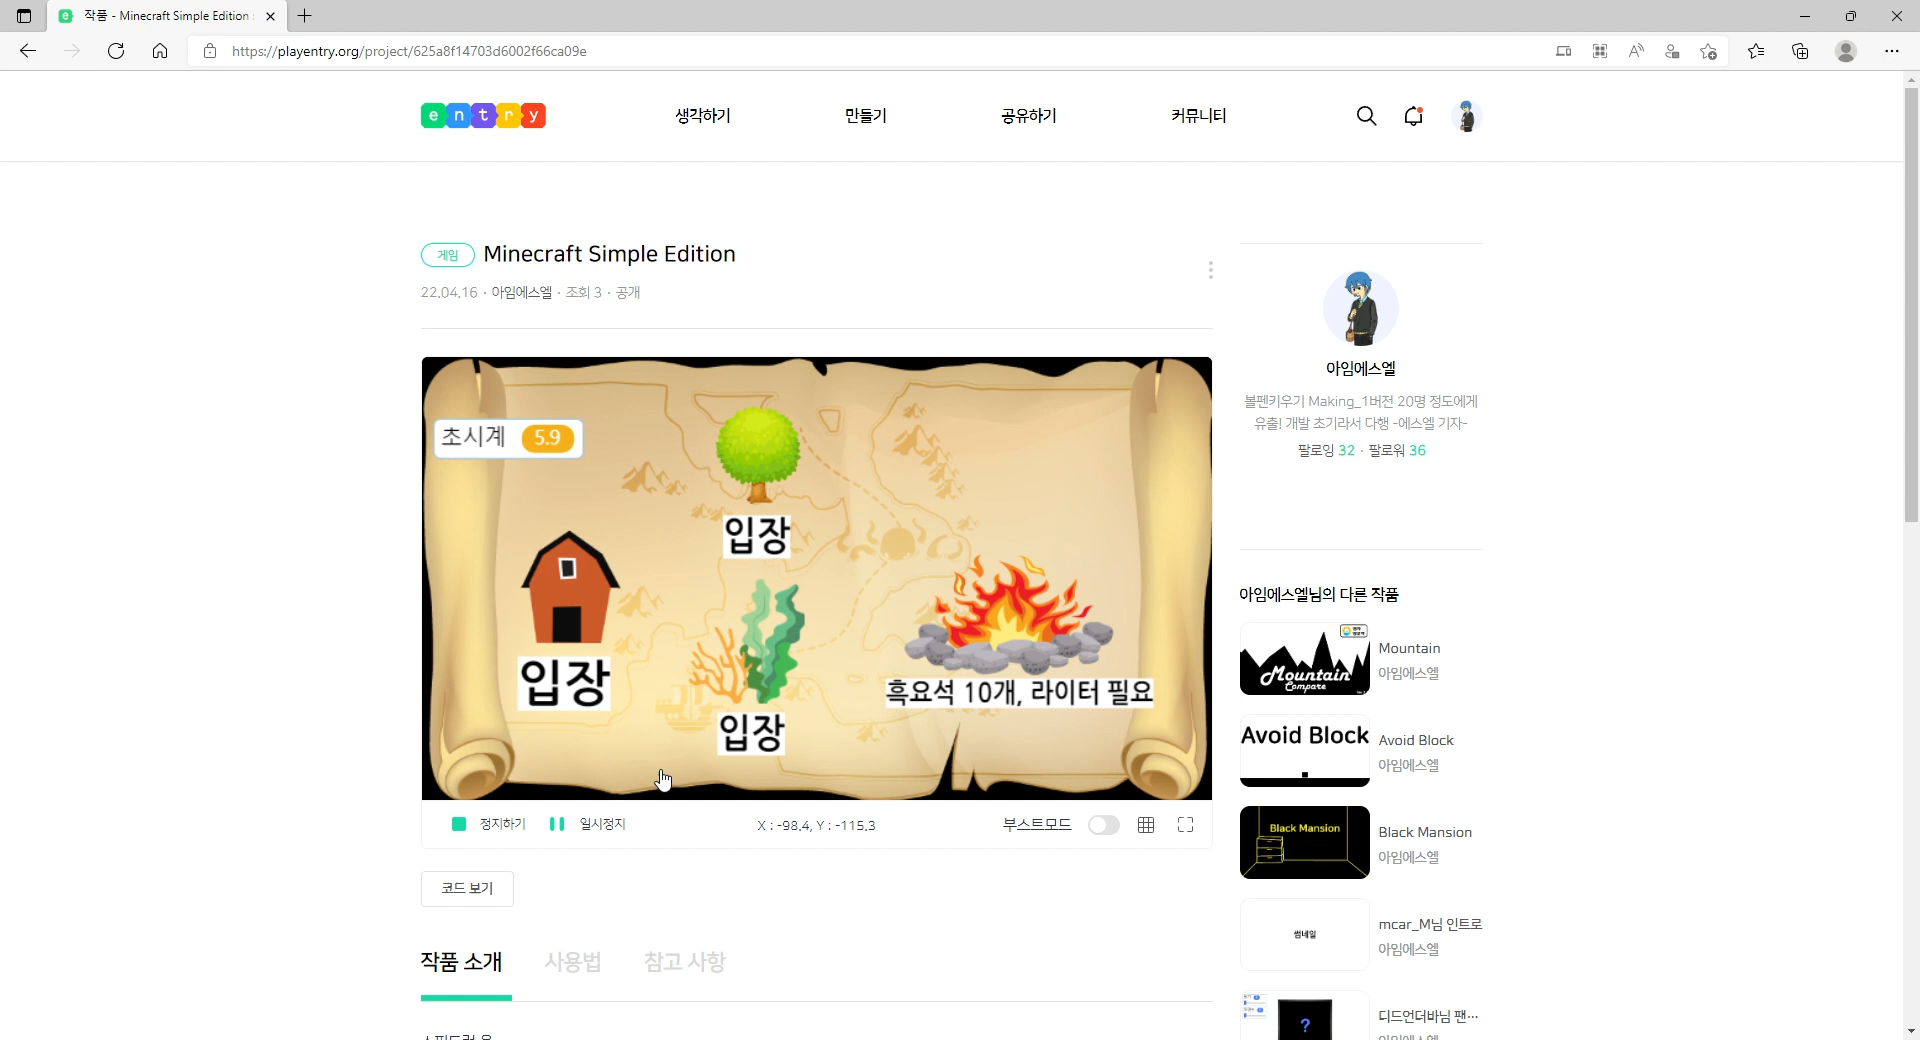 작품 - Minecraft Simple Edition :
https://playentry.org/project/625a8f14703d6002f66ca09e
entry
생각하기
만들기
공유하기
커뮤니티
게임 Minecraft Simple Edition
22.04.16 · 아임에스엘 · 조회 3 · 공개
초시계 5.9
입장
입장
입장
흑요석 10개, 라이터 필요
정지하기
일시정지
X : -98.4, Y : -115.3
부스트모드
코드 보기
작품 소개
사용법
참고 사항
아임에스엘
볼펜키우기 Making_1버전 20명 정도에게
유출! 개발 초기라서 다행 -에스엘 기자-
팔로잉 32 · 팔로워 36
아임에스엘님의 다른 작품
Mountain
Compare
Mountain
아임에스엘
Avoid Block
Avoid Block
아임에스엘
Black Mansion
Black Mansion
아임에스엘
썸네일
mcar_M님 인트로
아임에스엘
?
디드언더바님 팬···